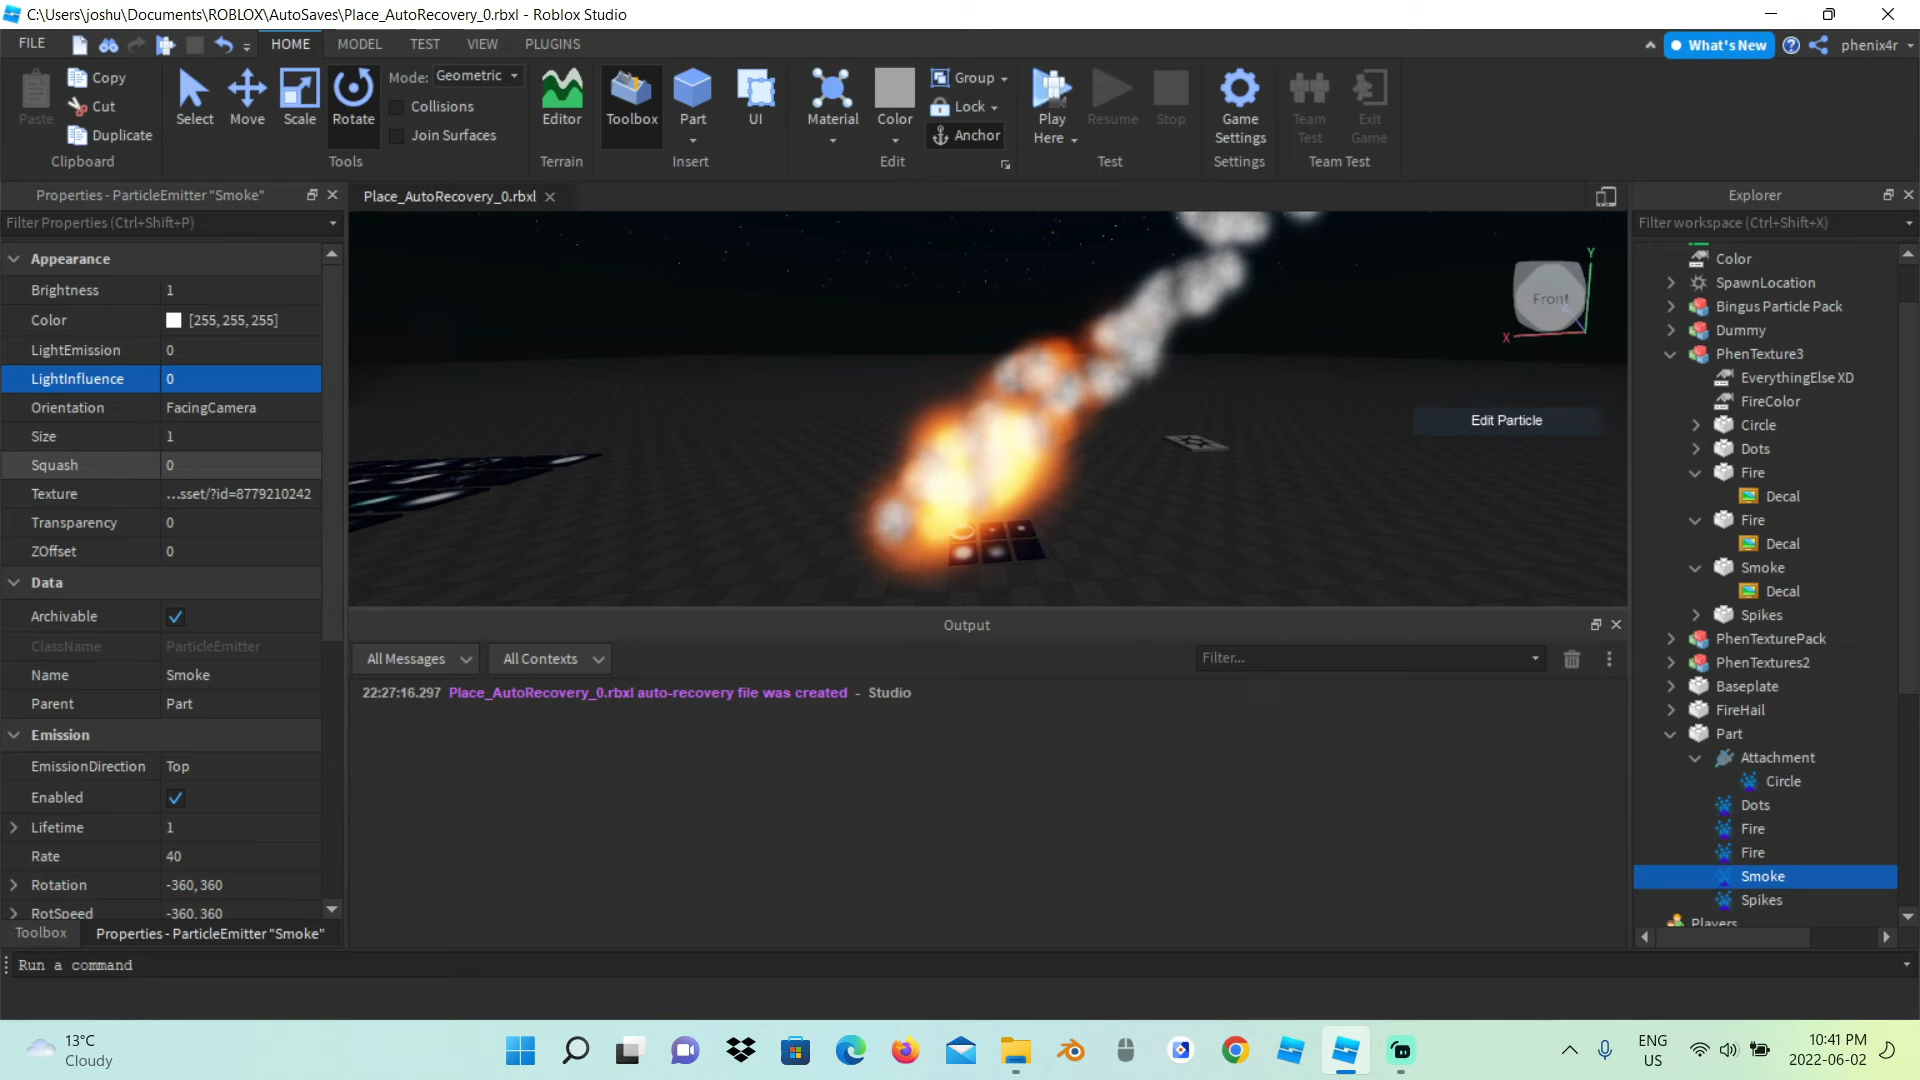 C:\Users\joshu\Documents\ROBLOX\AutoSaves\Place_AutoRecovery_0.rbxl - Roblox Studio
FILE HOME MODEL TEST VIEW PLUGINS What's New phenix4r
Paste Copy Cut Duplicate Clipboard
Select Move Scale Rotate Mode: Geometric Collisions Join Surfaces Tools
Editor Terrain
Toolbox Part UI Insert
Material Color Group Lock Anchor Edit
Play Here Resume Stop Test
Game Settings Settings
Team Test Exit Game Team Test
Properties - ParticleEmitter "Smoke"
Filter Properties (Ctrl+Shift+P)
Appearance
Brightness 1
Color [255, 255, 255]
LightEmission 0
LightInfluence 0
Orientation FacingCamera
Size 1
Squash 0
Texture ...sset/?id=8779210242
Transparency 0
ZOffset 0
Data
Archivable
ClassName ParticleEmitter
Name Smoke
Parent Part
Emission
EmissionDirection Top
Enabled
Lifetime 1
Rate 40
Rotation -360, 360
RotSpeed -360, 360
Toolbox Properties - ParticleEmitter "Smoke"
Place_AutoRecovery_0.rbxl
Front
Y
X
Edit Particle
Output
All Messages All Contexts Filter...
22:27:16.297 Place_AutoRecovery_0.rbxl auto-recovery file was created - Studio
Explorer
Filter workspace (Ctrl+Shift+X)
Color
SpawnLocation
Bingus Particle Pack
Dummy
PhenTexture3
EverythingElse XD
FireColor
Circle
Dots
Fire
Decal
Fire
Decal
Smoke
Decal
Spikes
PhenTexturePack
PhenTextures2
Baseplate
FireHail
Part
Attachment
Circle
Dots
Fire
Fire
Smoke
Spikes
Players
Run a command
13°C
Cloudy
ENG
US
10:41 PM
2022-06-02